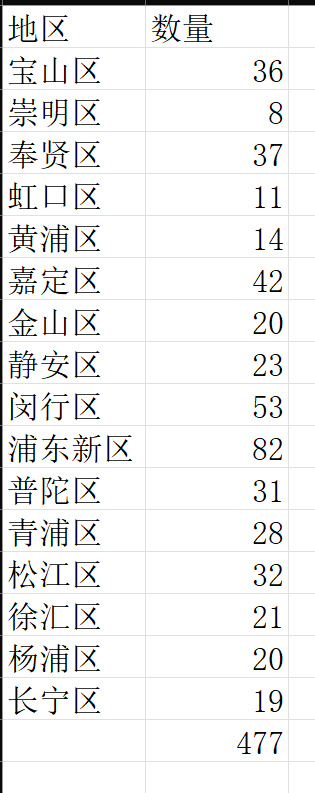 地区 数量
宝山区 36
崇明区 8
奉贤区 37
虹口区 11
黄浦区 14
嘉定区 42
金山区 20
静安区 23
闵行区 53
浦东新区 82
普陀区 31
青浦区 28
松江区 32
徐汇区 21
杨浦区 20
长宁区 19
477